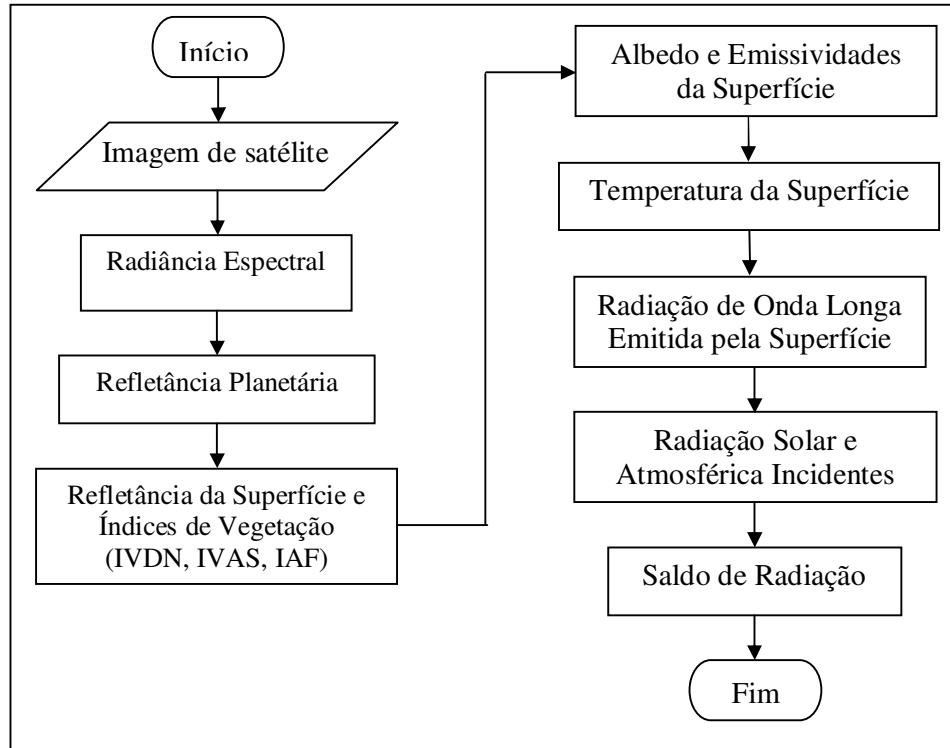 Início
Imagem de satélite
Radiância Espectral
Refletância Planetária
Refletância da Superfície e
Índices de Vegetação
(IVDN, IVAS, IAF)
Albedo e Emissividades
da Superfície
Temperatura da Superfície
Radiação de Onda Longa
Emitida pela Superfície
Radiação Solar e
Atmosférica Incidentes
Saldo de Radiação
Fim